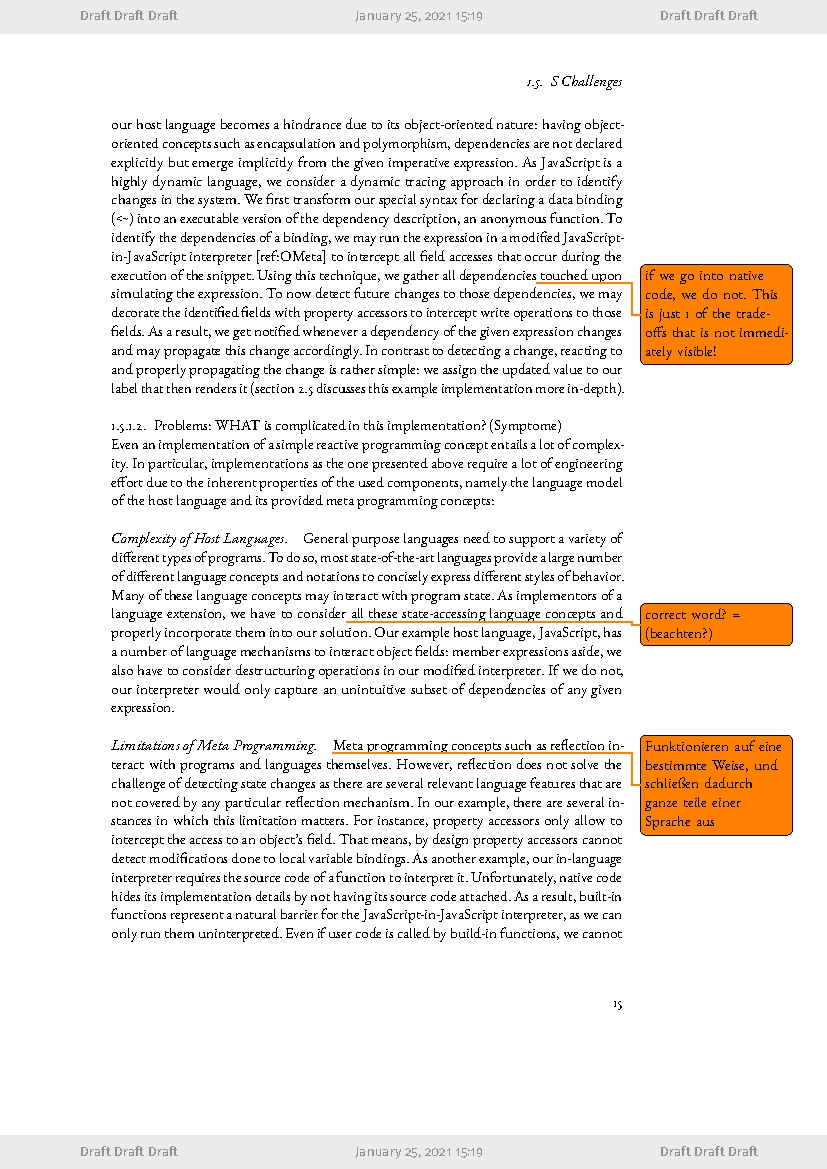 Draft Draft Draft January 25, 2021 15:19 Draft Draft Draft
1.5. S Challenges
our host language becomes a hindrance due to its object-oriented nature: having object-
oriented concepts such as encapsulation and polymorphism, dependencies are not declared
explicitly but emerge implicitly from the given imperative expression. As JavaScript is a
highly dynamic language, we consider a dynamic tracing approach in order to identify
changes in the system. We first transform our special syntax for declaring a data binding
(<~) into an executable version of the dependency description, an anonymous function. To
identify the dependencies of a binding, we may run the expression in a modified JavaScript-
in-JavaScript interpreter [ref:OMeta] to intercept all field accesses that occur during the
execution of the snippet. Using this technique, we gather all dependencies touched upon
simulating the expression. To now detect future changes to those dependencies, we may
decorate the identified fields with property accessors to intercept write operations to those
fields. As a result, we get notified whenever a dependency of the given expression changes
and may propagate this change accordingly. In contrast to detecting a change, reacting to
and properly propagating the change is rather simple: we assign the updated value to our
label that then renders it (section 2.5 discusses this example implementation more in-depth).
if we go into native
code, we do not. This
is just 1 of the trade-
offs that is not immedi-
ately visible!
1.5.1.2. Problems: WHAT is complicated in this implementation? (Symptome)
Even an implementation of a simple reactive programming concept entails a lot of complex-
ity. In particular, implementations as the one presented above require a lot of engineering
effort due to the inherent properties of the used components, namely the language model
of the host language and its provided meta programming concepts:
Complexity of Host Languages. General purpose languages need to support a variety of
different types of programs. To do so, most state-of-the-art languages provide a large number
of different language concepts and notations to concisely express different styles of behavior.
Many of these language concepts may interact with program state. As implementors of a
language extension, we have to consider all these state-accessing language concepts and
properly incorporate them into our solution. Our example host language, JavaScript, has
a number of language mechanisms to interact object fields: member expressions aside, we
also have to consider destructuring operations in our modified interpreter. If we do not,
our interpreter would only capture an unintuitive subset of dependencies of any given
expression.
correct word? =
(beachten?)
Limitations of Meta Programming. Meta programming concepts such as reflection in-
teract with programs and languages themselves. However, reflection does not solve the
challenge of detecting state changes as there are several relevant language features that are
not covered by any particular reflection mechanism. In our example, there are several in-
stances in which this limitation matters. For instance, property accessors only allow to
intercept the access to an object's field. That means, by design property accessors cannot
detect modifications done to local variable bindings. As another example, our in-language
interpreter requires the source code of a function to interpret it. Unfortunately, native code
hides its implementation details by not having its source code attached. As a result, built-in
functions represent a natural barrier for the JavaScript-in-JavaScript interpreter, as we can
only run them uninterpreted. Even if user code is called by build-in functions, we cannot
Funktionieren auf eine
bestimmte Weise, und
schließen dadurch
ganze teile einer
Sprache aus
15
Draft Draft Draft January 25, 2021 15:19 Draft Draft Draft